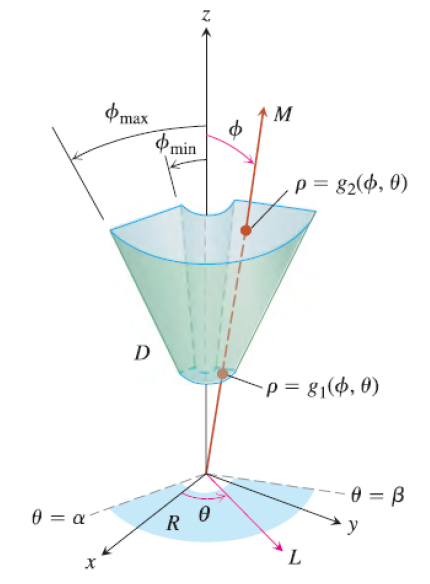 z
ϕmax
ϕ
M
ϕmin
ρ = g2(ϕ, θ)
D
ρ = g1(ϕ, θ)
θ = α
R
θ
θ = β
y
x
L